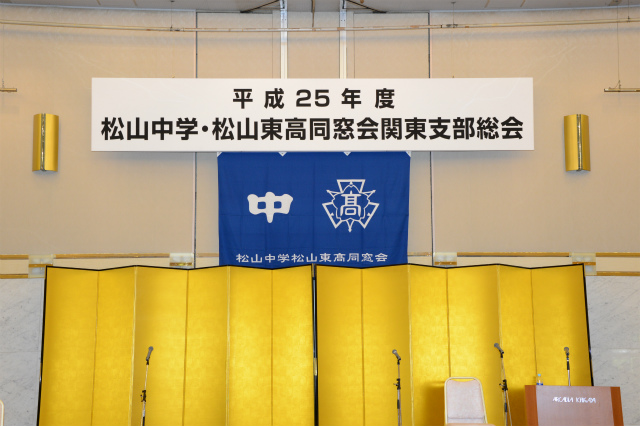 平成25年度
松山中学・松山東高同窓会関東支部総会
中 高
松山中学松山東高同窓会